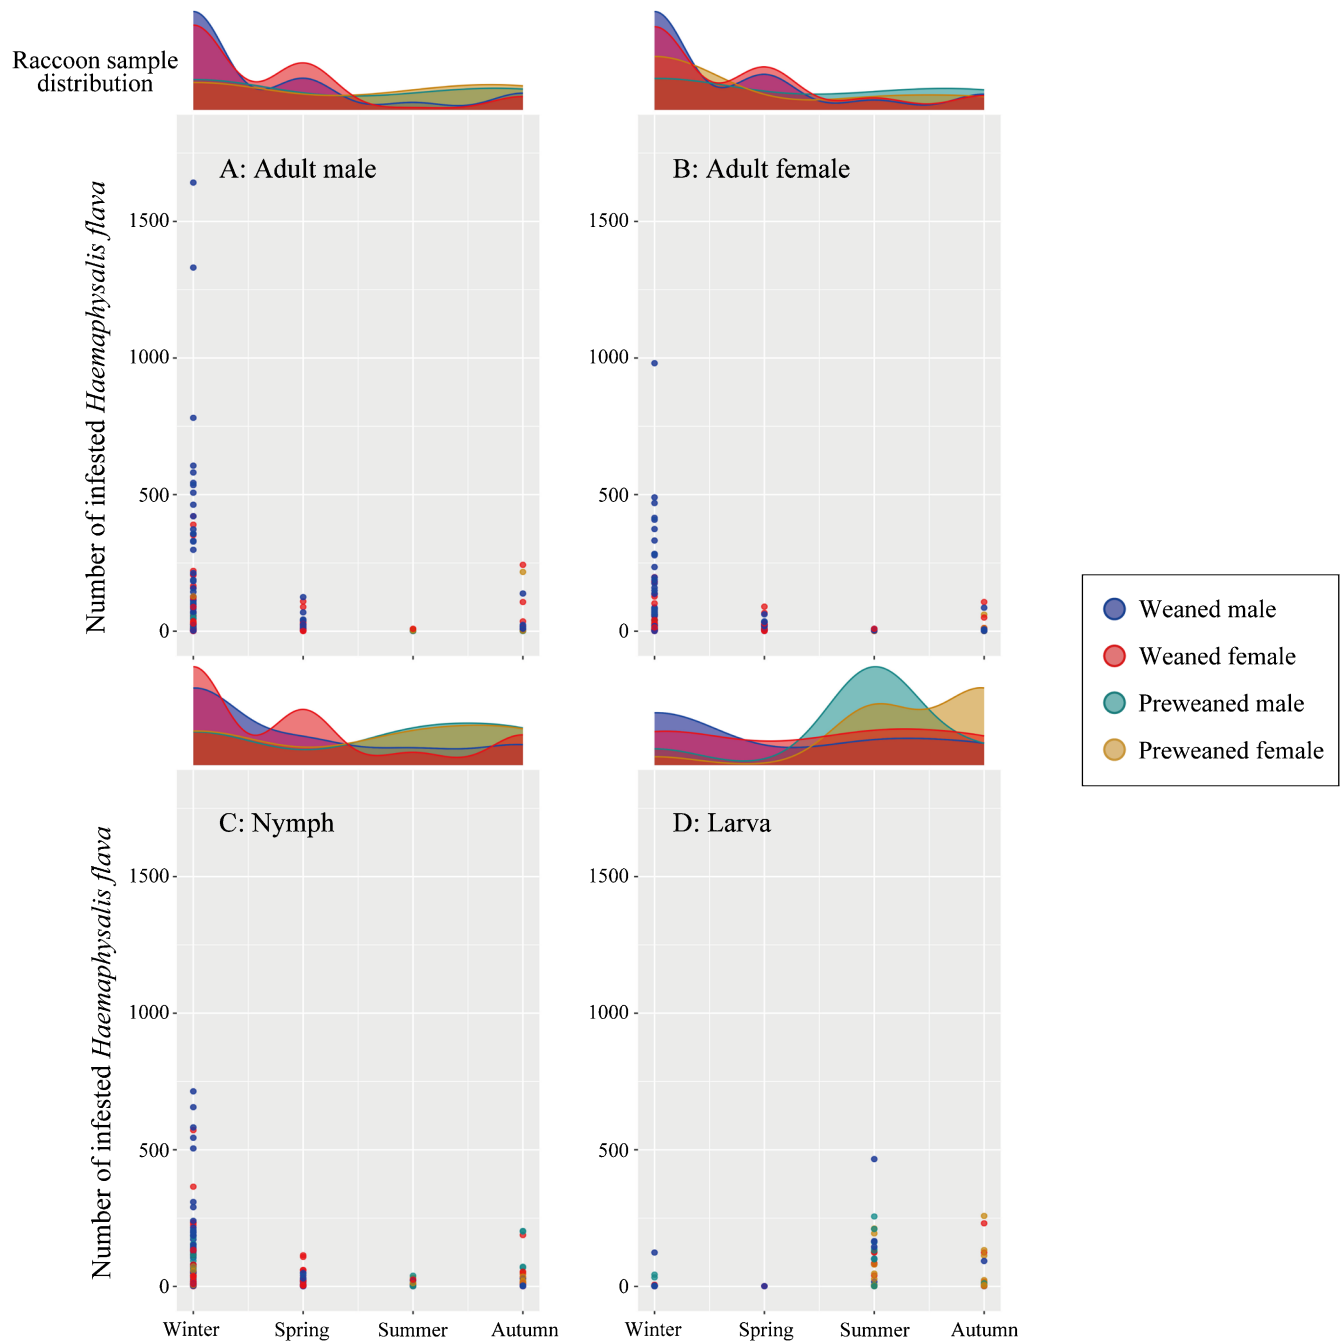 Raccoon sample
distribution
A: Adult male
B: Adult female
Number of infested Haemaphysalis flava
1500
1000
500
0
1500
1000
500
0
C: Nymph
D: Larva
Number of infested Haemaphysalis flava
1500
1000
500
0
1500
1000
500
0
Winter Spring Summer Autumn
Winter Spring Summer Autumn
Weaned male
Weaned female
Preweaned male
Preweaned female